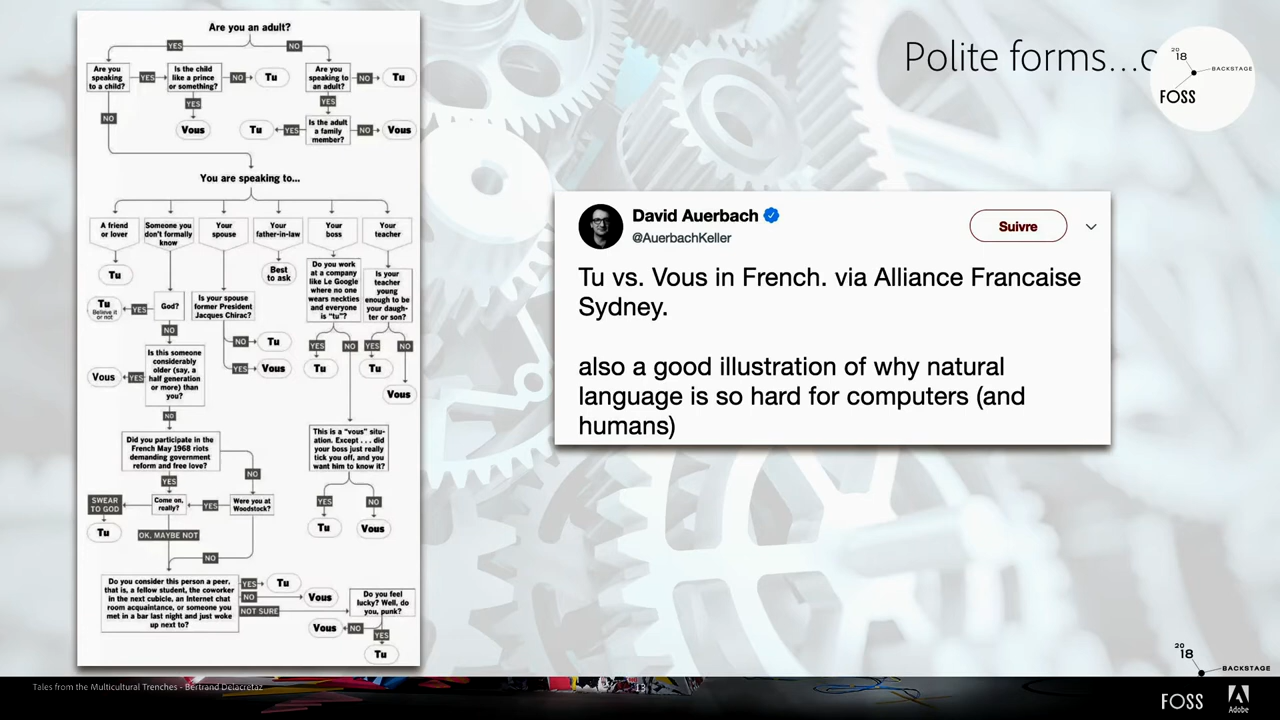 Polite forms...c
20
18
BACKSTAGE
FOSS
Are you an adult?
YES
NO
Are you
speaking
to a child?
YES
Is the child
like a prince
or something?
NO
Tu
Are you
speaking to
an adult?
NO
Tu
YES
YES
NO
Vous
Tu
YES
Is the adult
a family
member?
NO
Vous
You are speaking to...
A friend
or lover
Someone you
don't formally
know
Your
spouse
Your
father-in-law
Your
boss
Your
teacher
Tu
Best
to ask
Do you work
at a company
like Le Google
where no one
wears neckties
and everyone
is "tu"?
Is your
teacher
young
enough to be
your daugh-
ter or son?
Tu
Believe it
or not
YES
God?
Is your spouse
former President
Jacques Chirac?
NO
NO
Tu
YES
NO
YES
NO
Is this someone
considerably
older (say, a
half generation
or more) than
you?
YES
Vous
Tu
Tu
Vous
YES
Vous
NO
Did you participate in the
French May 1968 riots
demanding government
reform and free love?
This is a "vous" situ-
ation. Except . . . did
your boss just really
tick you off, and you
want him to know it?
YES
NO
SWEAR
TO GOD
Come on,
really?
YES
Were you at
Woodstock?
YES
NO
Tu
OK, MAYBE NOT
Tu
Vous
NO
Do you consider this person a peer,
that is, a fellow student, the coworker
in the next cubicle, an Internet chat
room acquaintance, or someone you
met in a bar last night and just woke
up next to?
YES
Tu
NO
Vous
NOT SURE
Do you feel
lucky? Well, do
you, punk?
Vous
NO
YES
Tu
David Auerbach
@AuerbachKeller
Suivre
Tu vs. Vous in French. via Alliance Francaise
Sydney.
also a good illustration of why natural
language is so hard for computers (and
humans)
20
18
BACKSTAGE
Tales from the Multicultural Trenches - Bertrand Delacretaz
13
FOSS
Adobe